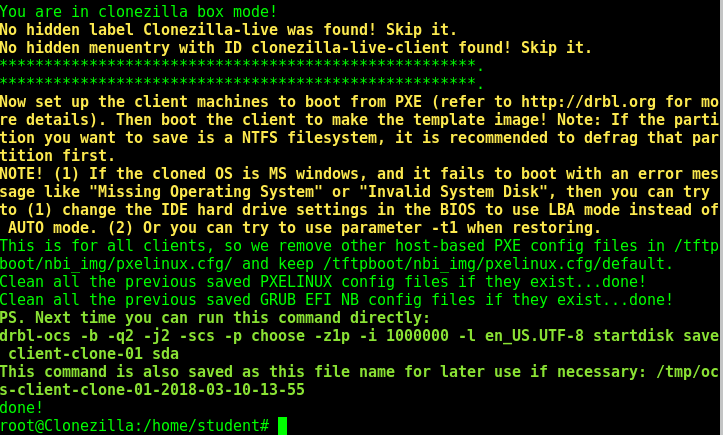 You are in clonezilla box mode!
No hidden label Clonezilla-live was found! Skip it.
No hidden menuentry with ID clonezilla-live-client found! Skip it.
*****************************************************.
*****************************************************.
Now set up the client machines to boot from PXE (refer to http://drbl.org for mo
re details). Then boot the client to make the template image! Note: If the parti
tion you want to save is a NTFS filesystem, it is recommended to defrag that par
tition first.
NOTE! (1) If the cloned OS is MS windows, and it fails to boot with an error mes
sage like "Missing Operating System" or "Invalid System Disk", then you can try
to (1) change the IDE hard drive settings in the BIOS to use LBA mode instead of
 AUTO mode. (2) Or you can try to use parameter -t1 when restoring.
This is for all clients, so we remove other host-based PXE config files in /tftp
boot/nbi_img/pxelinux.cfg/ and keep /tftpboot/nbi_img/pxelinux.cfg/default.
Clean all the previous saved PXELINUX config files if they exist...done!
Clean all the previous saved GRUB EFI NB config files if they exist...done!
PS. Next time you can run this command directly:
drbl-ocs -b -q2 -j2 -scs -p choose -z1p -i 1000000 -l en_US.UTF-8 startdisk save
 client-clone-01 sda
This command is also saved as this file name for later use if necessary: /tmp/oc
s-client-clone-01-2018-03-10-13-55
done!
root@Clonezilla:/home/student#